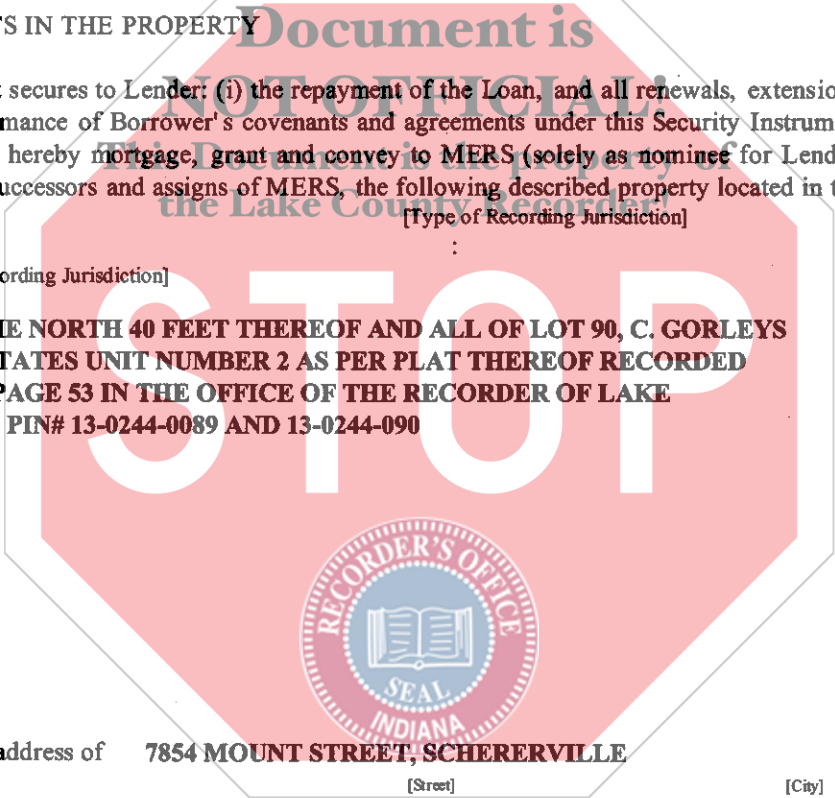 'S IN THE PROPERTY
Document is
secures to Lender: (i) the repayment of the Loan, and all renewals, extensio
NOT OFFICIAL!
mance of Borrower's covenants and agreements under this Security Instrum
hereby mortgage, grant and convey to MERS (solely as nominee for Lend
This Document is the property of
uccessors and assigns of MERS, the following described property located in t
the Lake County Recorder!
[Type of Recording Jurisdiction]
:
ording Jurisdiction]
E NORTH 40 FEET THEREOF AND ALL OF LOT 90, C. GORLEYS
TATES UNIT NUMBER 2 AS PER PLAT THEREOF RECORDED
PAGE 53 IN THE OFFICE OF THE RECORDER OF LAKE
PIN# 13-0244-0089 AND 13-0244-090
STOP
RECORDER'S OFFICE
SEAL
INDIANA
address of 7854 MOUNT STREET, SCHERERVILLE
[Street] [City]